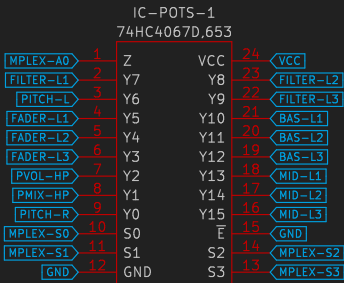 IC-POTS-1
74HC4067D,653
MPLEX-A0 1 Z VCC 24 VCC
FILTER-L1 2 Y7 Y8 23 FILTER-L2
PITCH-L 3 Y6 Y9 22 FILTER-L3
FADER-L1 4 Y5 Y10 21 BAS-L1
FADER-L2 5 Y4 Y11 20 BAS-L2
FADER-L3 6 Y3 Y12 19 BAS-L3
PVOL-HP 7 Y2 Y13 18 MID-L1
PMIX-HP 8 Y1 Y14 17 MID-L2
PITCH-R 9 Y0 Y15 16 MID-L3
MPLEX-S0 10 S0 E 15 GND
MPLEX-S1 11 S1 S2 14 MPLEX-S2
GND 12 GND S3 13 MPLEX-S3